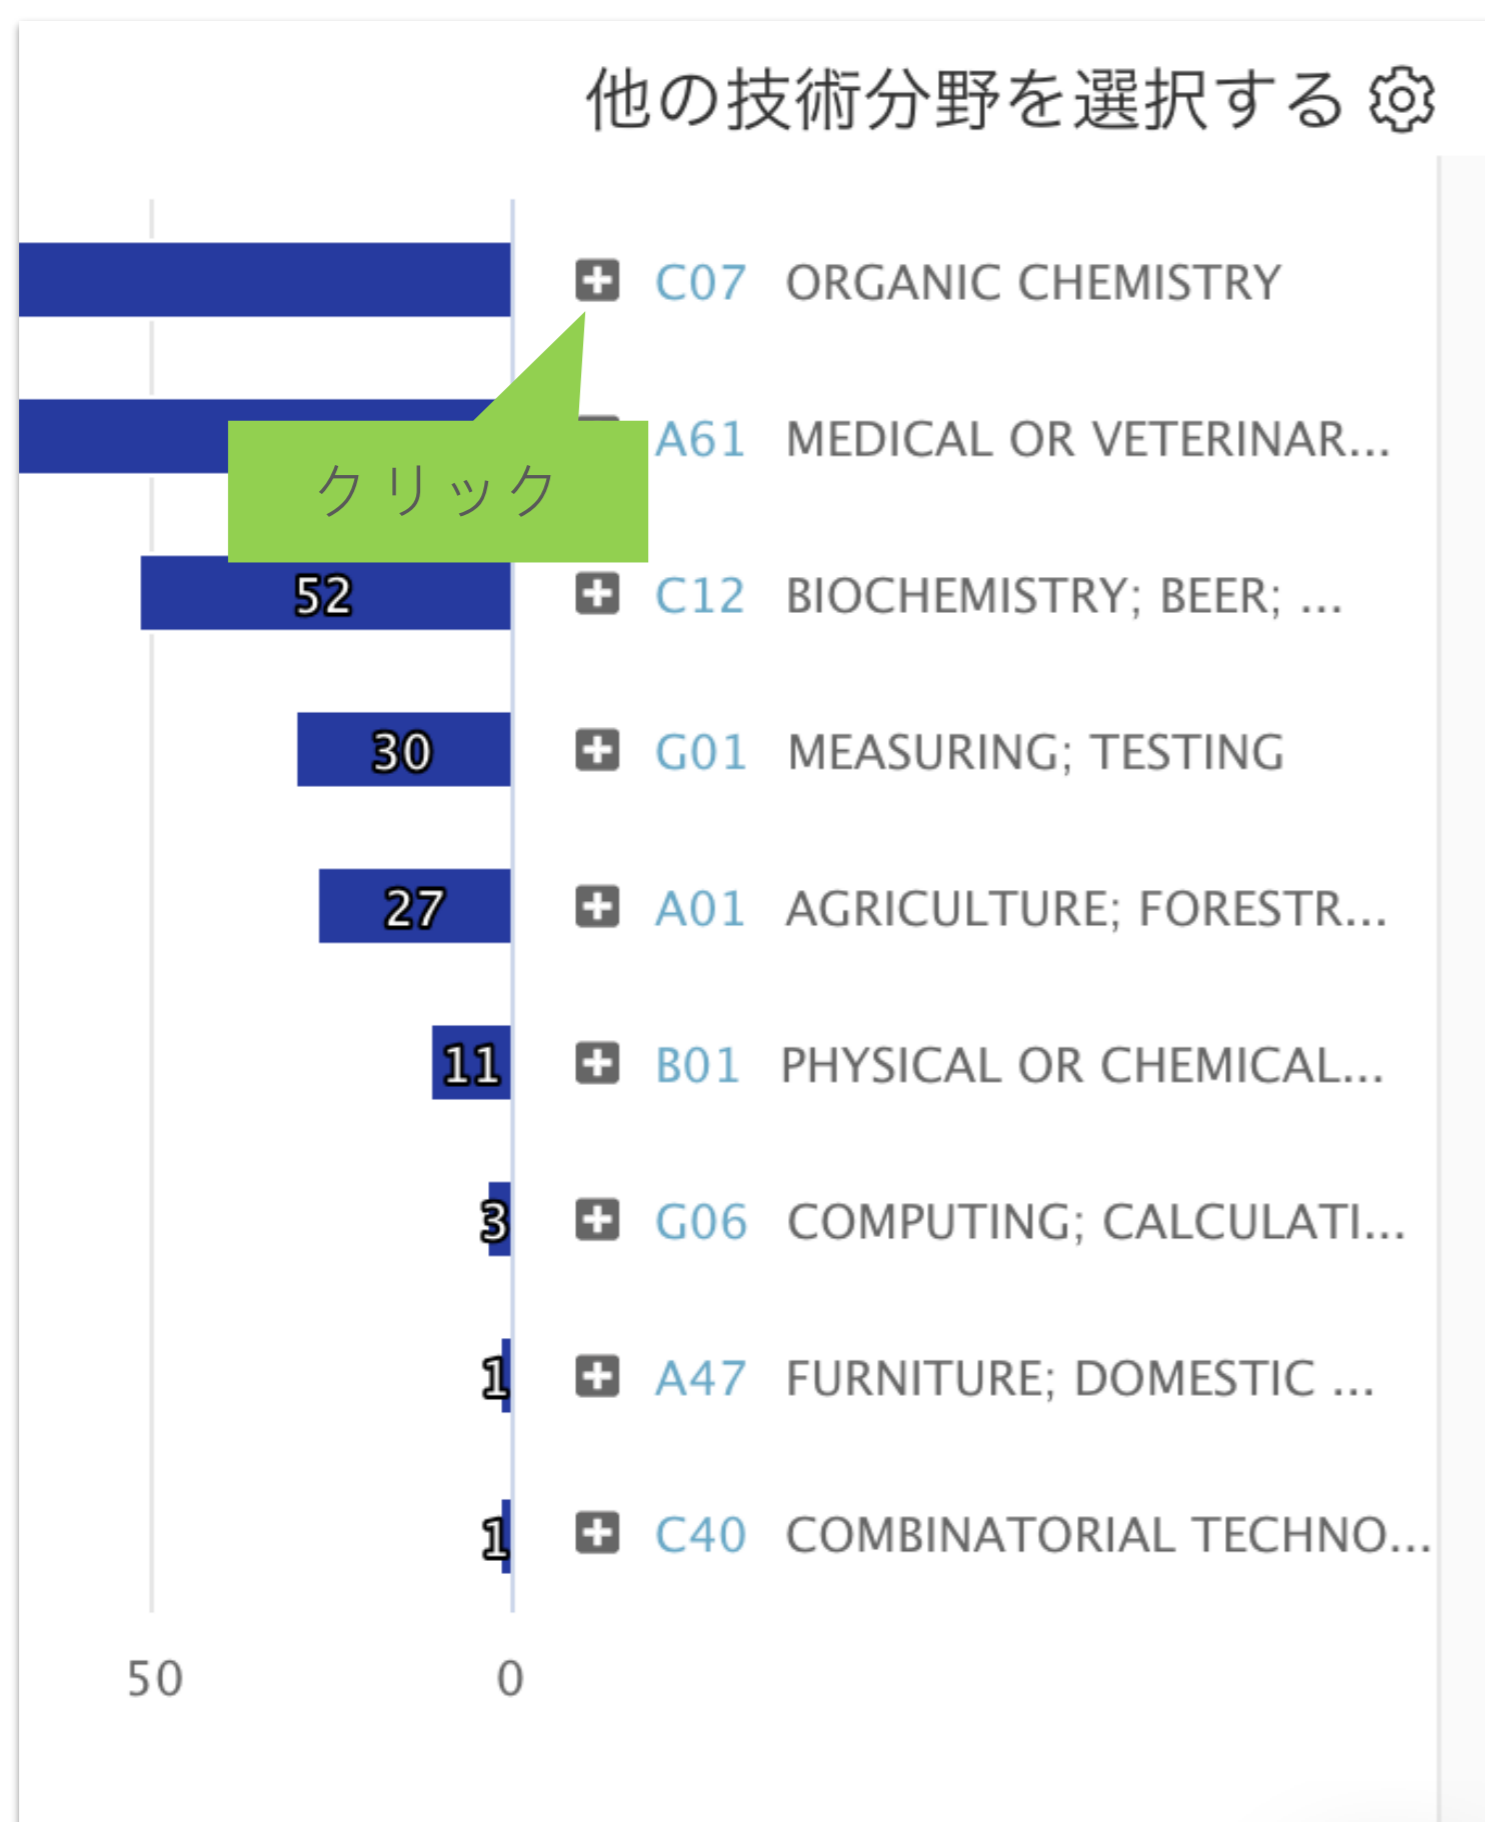 他の技術分野を選択する
C07 ORGANIC CHEMISTRY
A61 MEDICAL OR VETERINAR...
クリック
52 C12 BIOCHEMISTRY; BEER; ...
30 G01 MEASURING; TESTING
27 A01 AGRICULTURE; FORESTR...
11 B01 PHYSICAL OR CHEMICAL...
3 G06 COMPUTING; CALCULATI...
1 A47 FURNITURE; DOMESTIC ...
1 C40 COMBINATORIAL TECHNO...
50 0